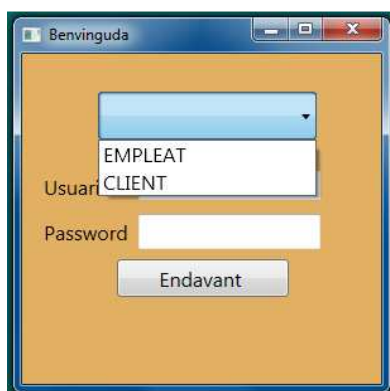 Benvinguda
EMPLEAT
CLIENT
Usuari
Password
Endavant